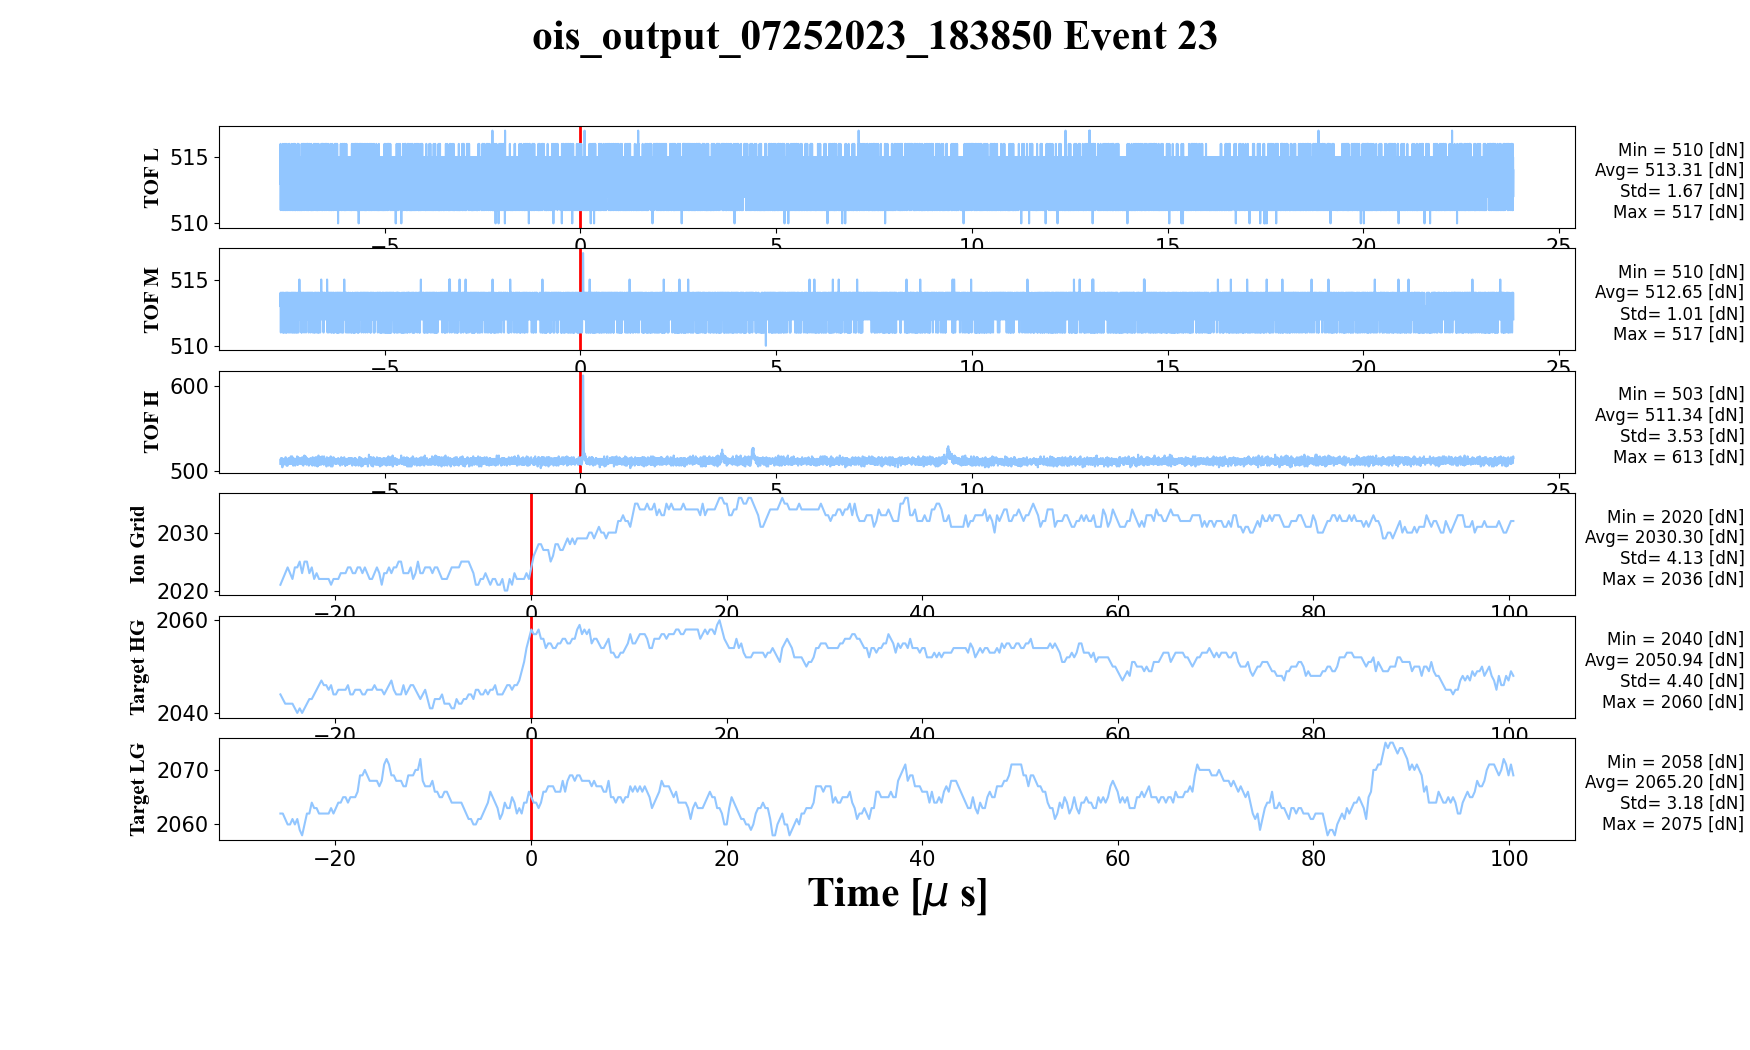 ois_output_07252023_183850 Event 23
TOF L
515
510
−5 0 5 10 15 20 25
Min = 510 [dN]
Avg= 513.31 [dN]
Std= 1.67 [dN]
Max = 517 [dN]
TOF M
515
510
−5 0 5 10 15 20 25
Min = 510 [dN]
Avg= 512.65 [dN]
Std= 1.01 [dN]
Max = 517 [dN]
TOF H
600
500
−5 0 5 10 15 20 25
Min = 503 [dN]
Avg= 511.34 [dN]
Std= 3.53 [dN]
Max = 613 [dN]
Ion Grid
2030
2020
−20 0 20 40 60 80 100
Min = 2020 [dN]
Avg= 2030.30 [dN]
Std= 4.13 [dN]
Max = 2036 [dN]
Target HG
2060
2040
−20 0 20 40 60 80 100
Min = 2040 [dN]
Avg= 2050.94 [dN]
Std= 4.40 [dN]
Max = 2060 [dN]
Target LG
2070
2060
−20 0 20 40 60 80 100
Min = 2058 [dN]
Avg= 2065.20 [dN]
Std= 3.18 [dN]
Max = 2075 [dN]
Time [μ s]